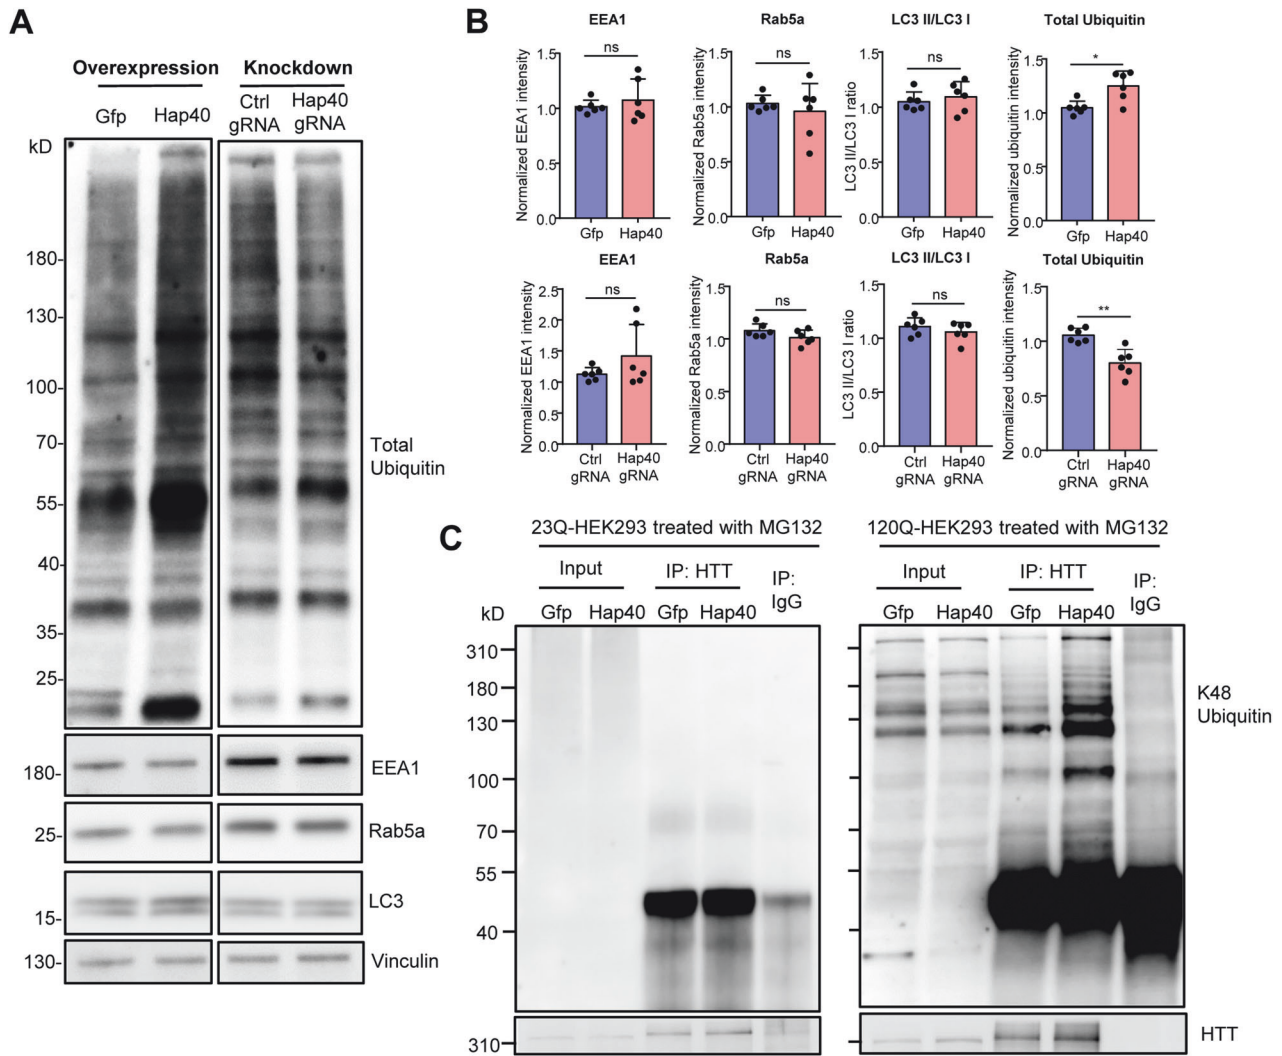 A
Overexpression Knockdown
Gfp Hap40 Ctrl gRNA Hap40 gRNA
kD
180-
130-
100-
70-
55-
40-
35-
25-
Total Ubiquitin
180- EEA1
25- Rab5a
15- LC3
130- Vinculin
B
EEA1
Normalized EEA1 intensity
1.5
1.0
0.5
0.0
ns
Gfp Hap40
Rab5a
Normalized Rab5a intensity
1.5
1.0
0.5
0.0
ns
Gfp Hap40
LC3 II/LC3 I
LC3 II/LC3 I ratio
1.5
1.0
0.5
0.0
ns
Gfp Hap40
Total Ubiquitin
Normalized ubiquitin intensity
1.5
1.0
0.5
0.0
*
Gfp Hap40
EEA1
Normalized EEA1 intensity
2.5
2.0
1.5
1.0
0.5
0.0
ns
Ctrl Hap40
gRNA gRNA
Rab5a
Normalized Rab5a intensity
1.5
1.0
0.5
0.0
ns
Ctrl Hap40
gRNA gRNA
LC3 II/LC3 I
LC3 II/LC3 I ratio
1.5
1.0
0.5
0.0
ns
Ctrl Hap40
gRNA gRNA
Total Ubiquitin
Normalized ubiquitin intensity
1.5
1.0
0.5
0.0
**
Ctrl Hap40
gRNA gRNA
C
23Q-HEK293 treated with MG132
Input IP: HTT IP: IgG
kD Gfp Hap40 Gfp Hap40
310
180
130
100
70
55
40
310
120Q-HEK293 treated with MG132
Input IP: HTT IP: IgG
Gfp Hap40 Gfp Hap40
K48
Ubiquitin
HTT